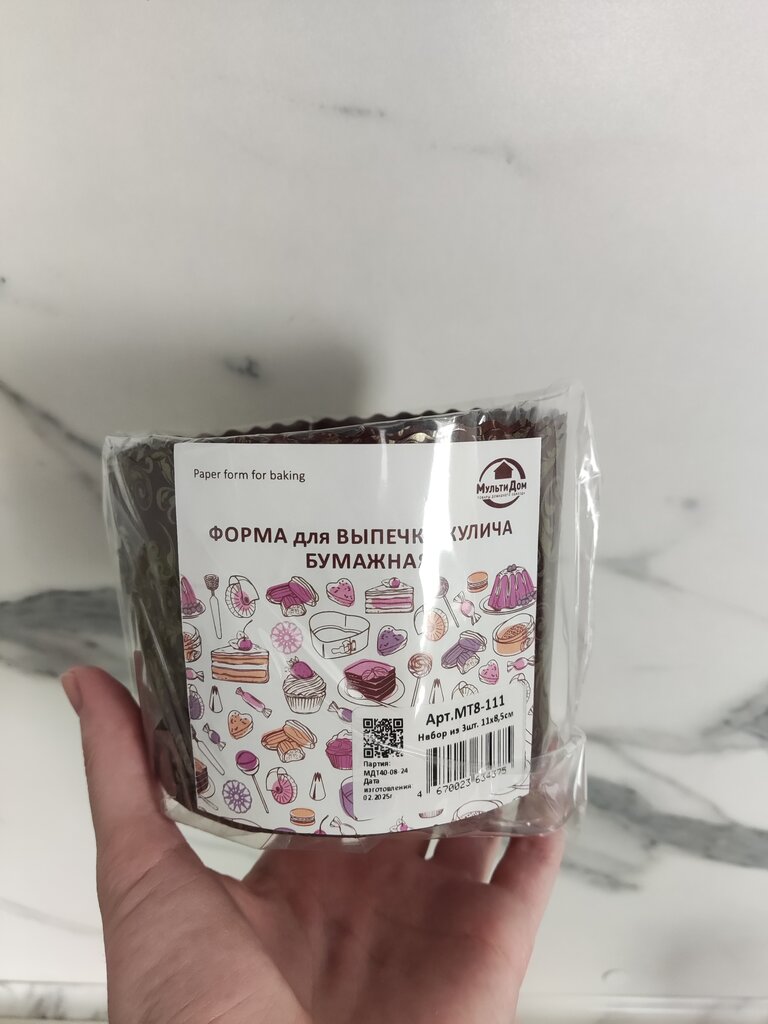 Paper form for baking
МультиДом
ФОРМА для ВЫПЕЧКИ КУЛИЧА
БУМАЖНАЯ
Арт.МТ8-111
Набор из 3шт. 11х8,5см
Партия:
МДТ40-08-24
Дата
изготовления
02.2025г
4 670023 634375